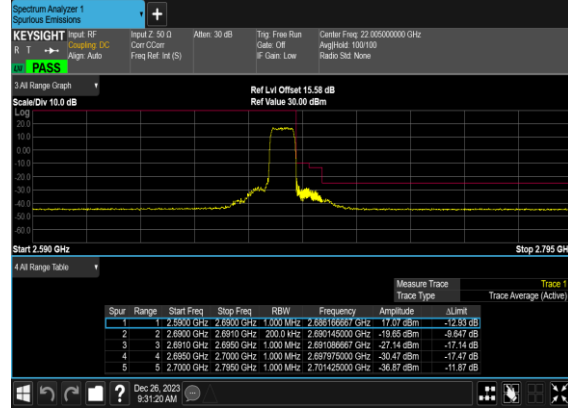 Spectrum Analyzer 1
Spurious Emissions
+
KEYSIGHT Input: RF Input Z: 50 Ω Atten: 30 dB Trig: Free Run Center Freq: 22.005000000 GHz
R T Coupling: DC Corr CCorr Gate: Off Avg|Hold: 100/100
Align: Auto Freq Ref: Int (S) IF Gain: Low Radio Std: None
PASS
3 All Range Graph
Ref Lvl Offset 15.58 dB
Scale/Div 10.0 dB Ref Value 30.00 dBm
Log
20.0
10.0
0.00
-10.0
-20.0
-30.0
-40.0
-50.0
-60.0
Start 2.590 GHz Stop 2.795 GH
4 All Range Table
Measure Trace Trace 1
Trace Type Trace Average (Active)
Spur Range Start Freq Stop Freq RBW Frequency Amplitude ΔLimit
1 1 2.5900 GHz 2.6900 GHz 1.000 MHz 2.686166667 GHz 17.07 dBm -12.93 dB
2 2 2.6900 GHz 2.6910 GHz 200.0 kHz 2.690145000 GHz -19.65 dBm -9.647 dB
3 3 2.6910 GHz 2.6950 GHz 1.000 MHz 2.691086667 GHz -27.14 dBm -17.14 dB
4 4 2.6950 GHz 2.7000 GHz 1.000 MHz 2.697975000 GHz -30.47 dBm -17.47 dB
5 5 2.7000 GHz 2.7950 GHz 1.000 MHz 2.701425000 GHz -36.87 dBm -11.87 dB
? Dec 26, 2023
9:31:20 AM